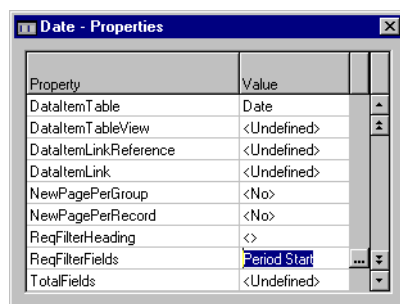 Date - Properties
Property Value
DataItemTable Date
DataItemTableView <Undefined>
DataItemLinkReference <Undefined>
DataItemLink <Undefined>
NewPagePerGroup <No>
NewPagePerRecord <No>
ReqFilterHeading <>
ReqFilterFields Period Start ...
TotalFields <Undefined>